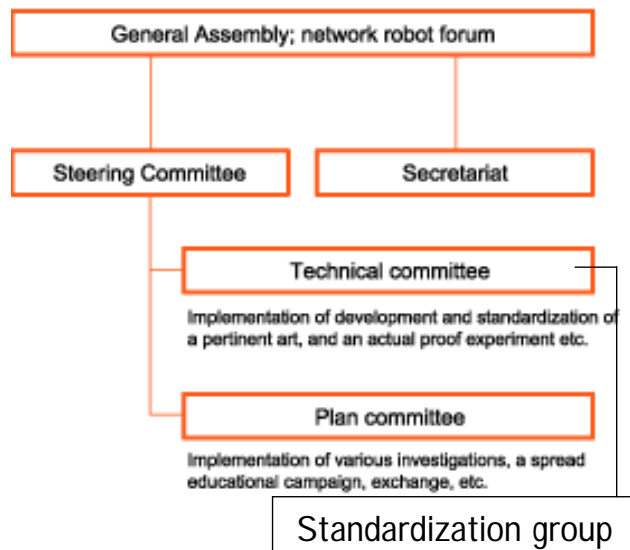 General Assembly; network robot forum
Steering Committee
Secretariat
Technical committee
Implementation of development and standardization of
a pertinent art, and an actual proof experiment etc.
Plan committee
Implementation of various investigations, a spread
educational campaign, exchange, etc.
Standardization group